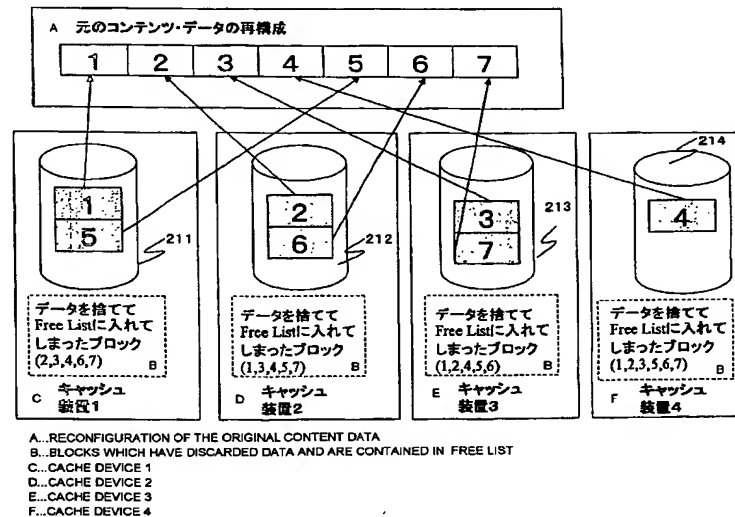 A 元のコンテンツ・データの再構成
1 2 3 4 5 6 7
1
5
211
2
6
212
3
7
213
214
4
データを捨てて
Free Listに入れて
しまったブロック
(2,3,4,6,7) B
C キャッシュ
装置1
データを捨てて
Free Listに入れて
しまったブロック
(1,3,4,5,7) B
D キャッシュ
装置2
データを捨てて
Free Listに入れて
しまったブロック
(1,2,4,5,6) B
E キャッシュ
装置3
データを捨てて
Free Listに入れて
しまったブロック
(1,2,3,5,6,7) B
F キャッシュ
装置4
A...RECONFIGURATION OF THE ORIGINAL CONTENT DATA
B...BLOCKS WHICH HAVE DISCARDED DATA AND ARE CONTAINED IN FREE LIST
C...CACHE DEVICE 1
D...CACHE DEVICE 2
E...CACHE DEVICE 3
F...CACHE DEVICE 4